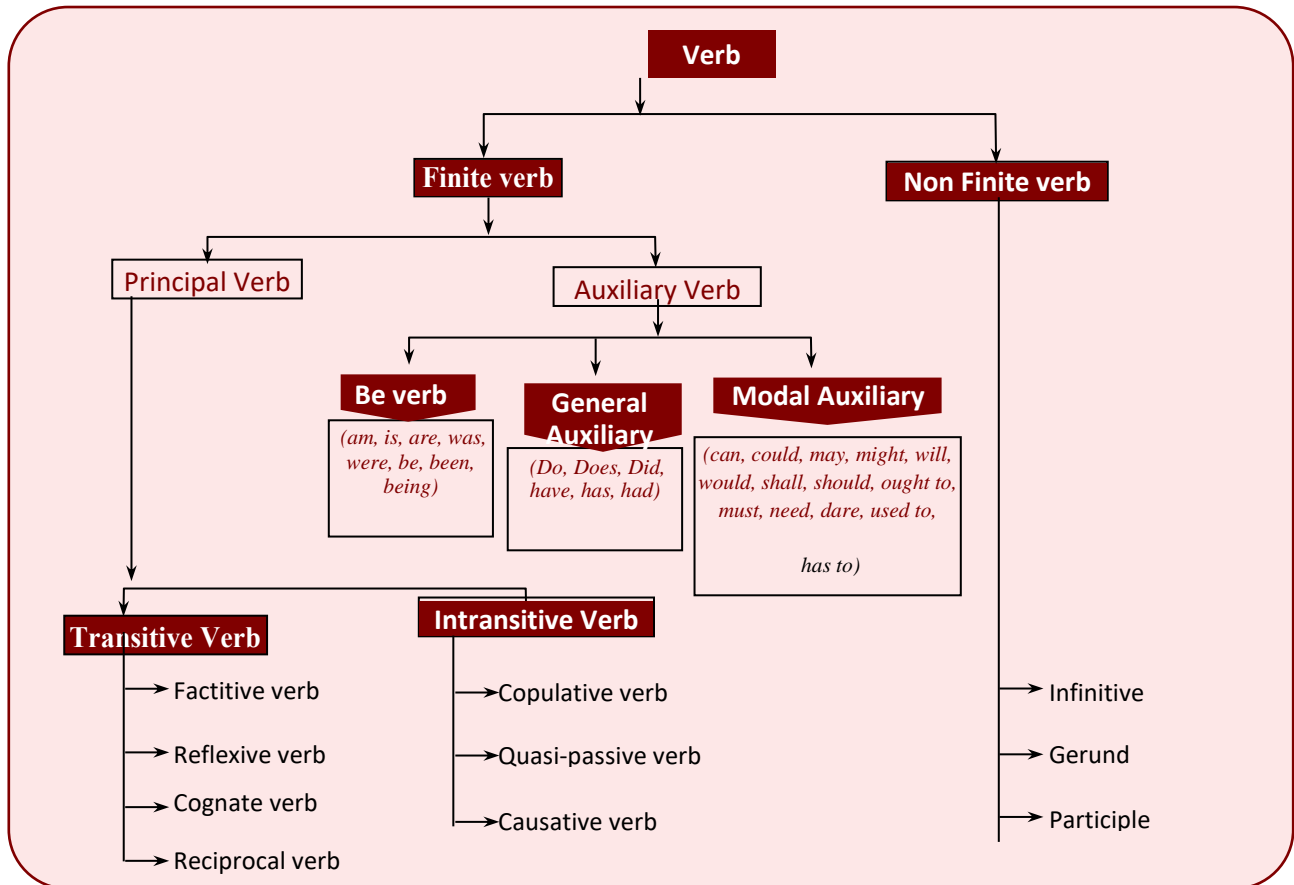 Verb
Finite verb
Non Finite verb
Principal Verb
Auxiliary Verb
Be verb
(am, is, are, was,
were, be, been,
being)
General
Auxiliary
(Do, Does, Did,
have, has, had)
Modal Auxiliary
(can, could, may, might, will,
would, shall, should, ought to,
must, need, dare, used to,
has to)
Transitive Verb
Factitive verb
Reflexive verb
Cognate verb
Reciprocal verb
Intransitive Verb
Copulative verb
Quasi-passive verb
Causative verb
Infinitive
Gerund
Participle